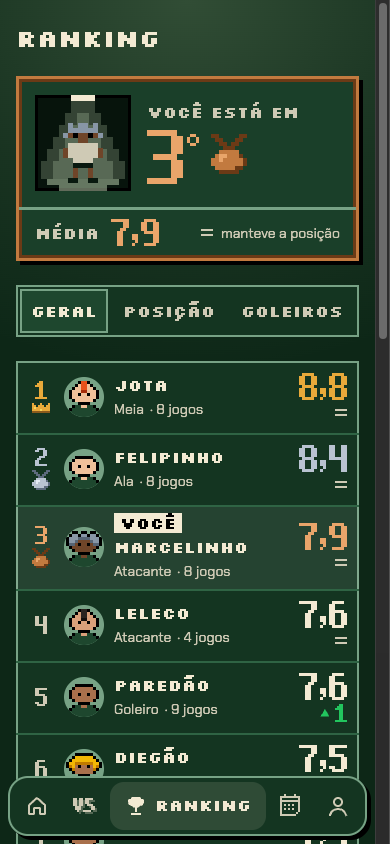 RANKING
VOCÊ ESTÁ EM
3°
MÉDIA 7,9 = manteve a posição
GERAL POSIÇÃO GOLEIROS
1 JOTA 8,8
Meia · 8 jogos =
2 FELIPINHO 8,4
Ala · 8 jogos =
VOCÊ
3 MARCELINHO 7,9
Atacante · 8 jogos =
4 LELECO 7,6
Atacante · 4 jogos =
5 PAREDÃO 7,6
Goleiro · 9 jogos ▲1
6 DIEGÃO 7,5
VS RANKING